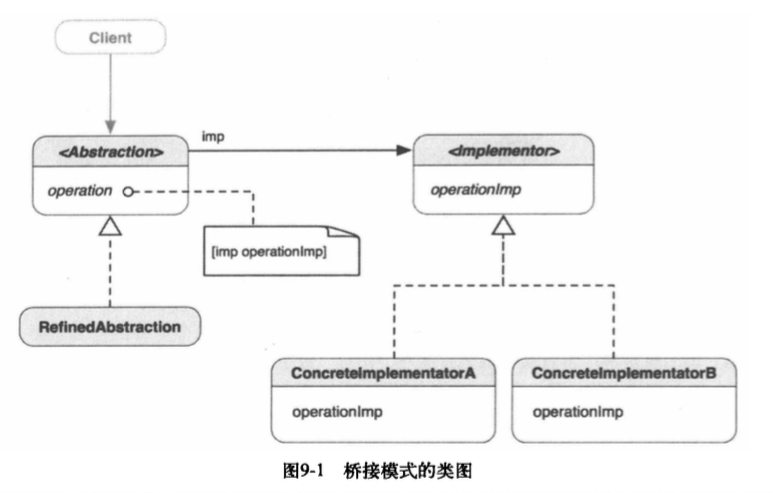 Client
<Abstraction>
imp
<Implementor>
operation
operationImp
[imp operationImp]
RefinedAbstraction
ConcreteImplementatorA
ConcreteImplementatorB
operationImp
operationImp
图9-1 桥接模式的类图